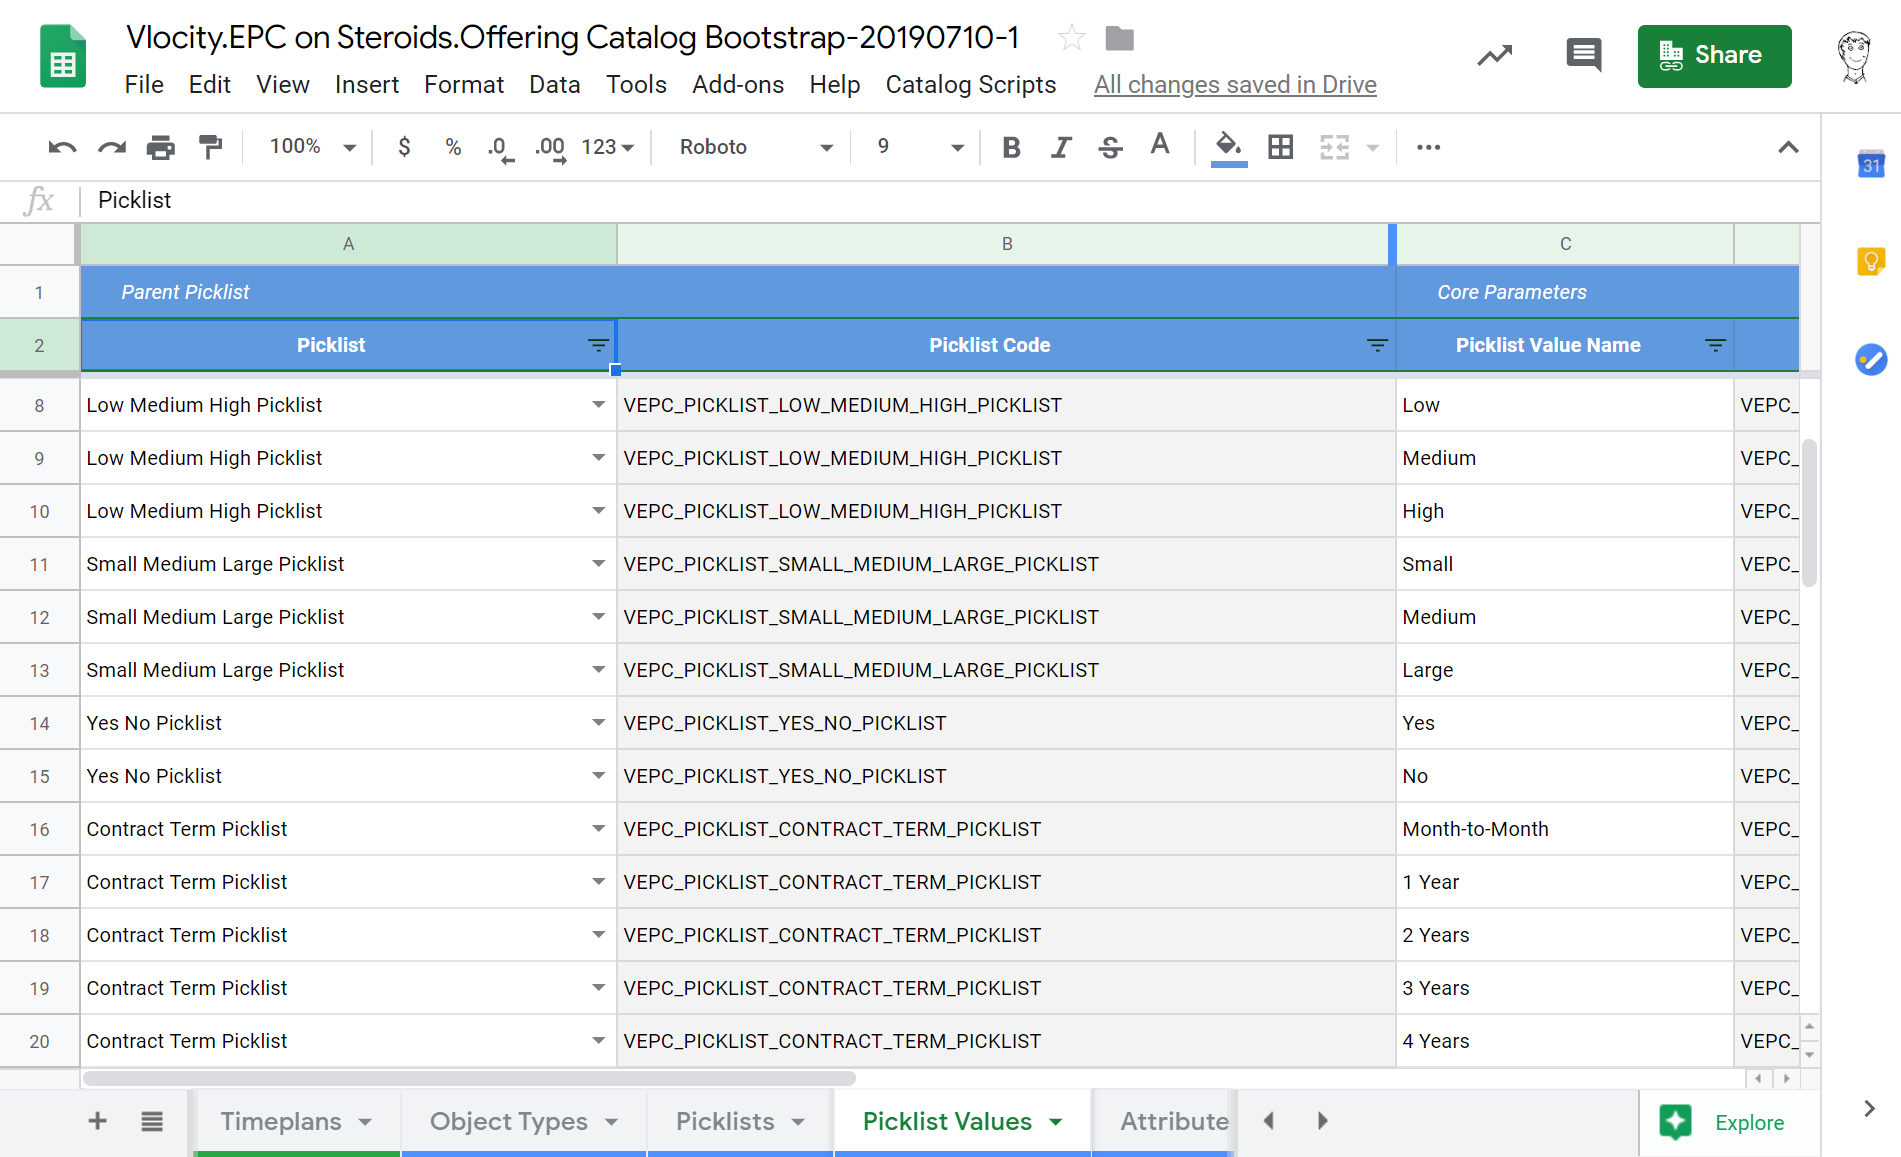 Vlocity.EPC on Steroids.Offering Catalog Bootstrap-20190710-1
File Edit View Insert Format Data Tools Add-ons Help Catalog Scripts All changes saved in Drive
Share
100% $ % .0 .00 123 Roboto 9 B I S A ...
31
fx Picklist
A B C
1 Parent Picklist Core Parameters
2 Picklist Picklist Code Picklist Value Name
8 Low Medium High Picklist VEPC_PICKLIST_LOW_MEDIUM_HIGH_PICKLIST Low VEPC_
9 Low Medium High Picklist VEPC_PICKLIST_LOW_MEDIUM_HIGH_PICKLIST Medium VEPC_
10 Low Medium High Picklist VEPC_PICKLIST_LOW_MEDIUM_HIGH_PICKLIST High VEPC_
11 Small Medium Large Picklist VEPC_PICKLIST_SMALL_MEDIUM_LARGE_PICKLIST Small VEPC_
12 Small Medium Large Picklist VEPC_PICKLIST_SMALL_MEDIUM_LARGE_PICKLIST Medium VEPC_
13 Small Medium Large Picklist VEPC_PICKLIST_SMALL_MEDIUM_LARGE_PICKLIST Large VEPC_
14 Yes No Picklist VEPC_PICKLIST_YES_NO_PICKLIST Yes VEPC_
15 Yes No Picklist VEPC_PICKLIST_YES_NO_PICKLIST No VEPC_
16 Contract Term Picklist VEPC_PICKLIST_CONTRACT_TERM_PICKLIST Month-to-Month VEPC_
17 Contract Term Picklist VEPC_PICKLIST_CONTRACT_TERM_PICKLIST 1 Year VEPC_
18 Contract Term Picklist VEPC_PICKLIST_CONTRACT_TERM_PICKLIST 2 Years VEPC_
19 Contract Term Picklist VEPC_PICKLIST_CONTRACT_TERM_PICKLIST 3 Years VEPC_
20 Contract Term Picklist VEPC_PICKLIST_CONTRACT_TERM_PICKLIST 4 Years VEPC_
+ Timeplans Object Types Picklists Picklist Values Attribute Explore